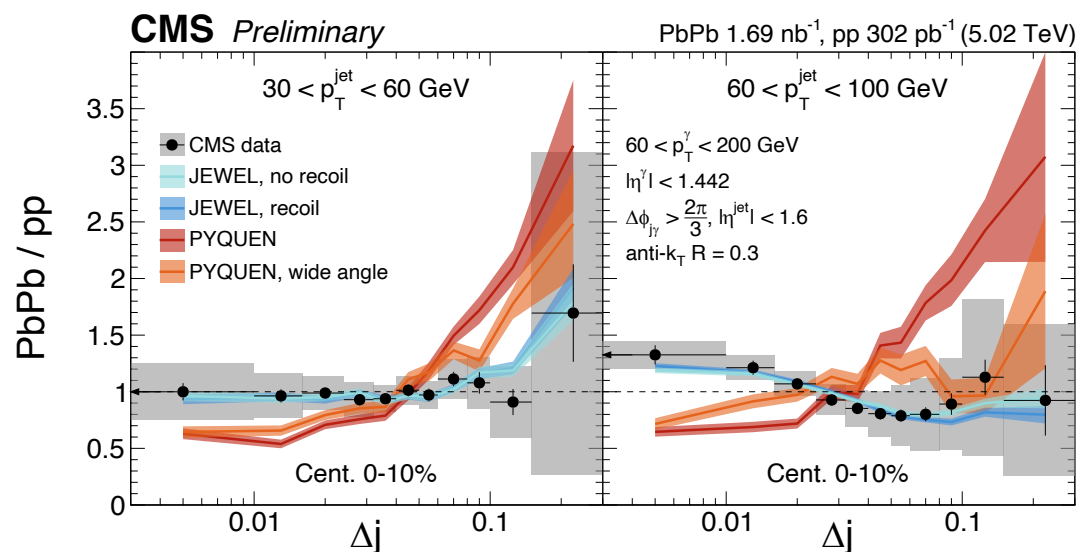 CMS Preliminary
PbPb 1.69 nb⁻¹, pp 302 pb⁻¹ (5.02 TeV)
PbPb / pp
3.5
3
2.5
2
1.5
1
0.5
0
30 < p_T^jet < 60 GeV
CMS data
JEWEL, no recoil
JEWEL, recoil
PYQUEN
PYQUEN, wide angle
Cent. 0-10%
0.01
0.1
Δj
60 < p_T^jet < 100 GeV
60 < p_T^γ < 200 GeV
|η^γ| < 1.442
Δφ_jγ > 2π/3, |η^jet| < 1.6
anti-k_T R = 0.3
Cent. 0-10%
0.01
0.1
Δj